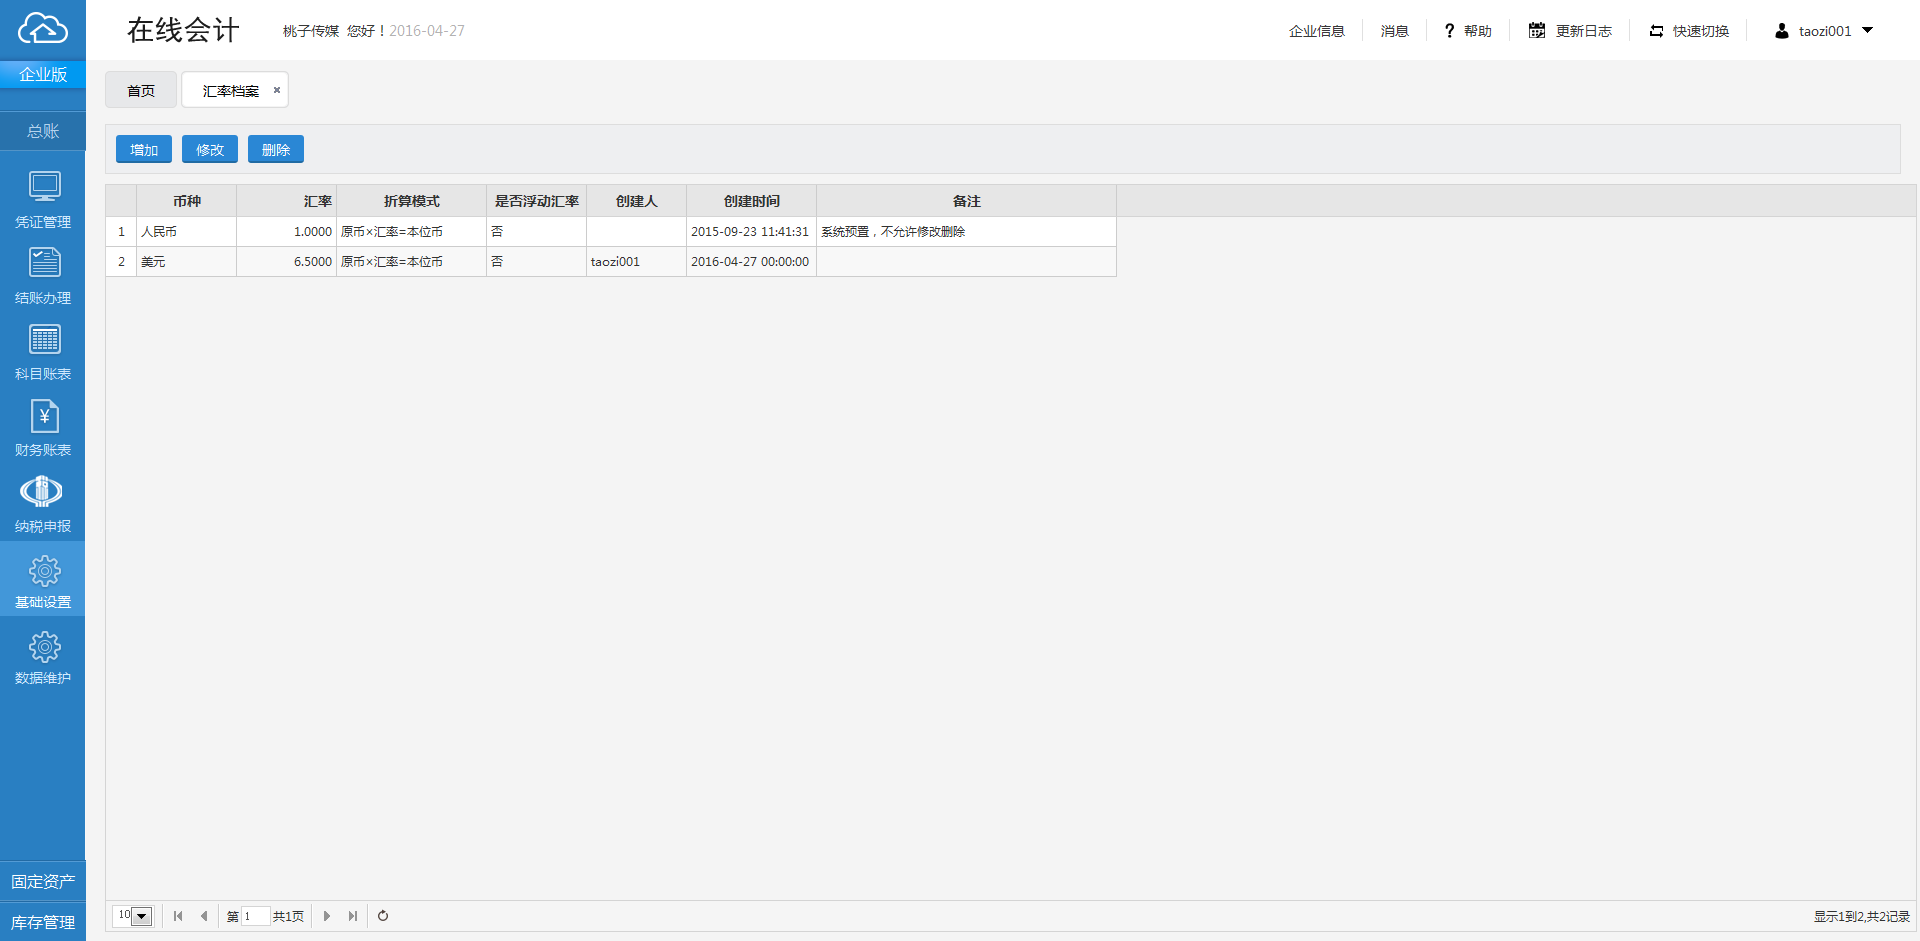 在线会计
桃子传媒 您好！2016-04-27
企业信息 消息 ? 帮助 更新日志 快速切换 taozi001
企业版
总账
凭证管理
结账办理
科目账表
财务账表
纳税申报
基础设置
数据维护
固定资产
库存管理
首页 汇率档案 ×
增加 修改 删除
币种 汇率 折算模式 是否浮动汇率 创建人 创建时间 备注
1 人民币 1.0000 原币×汇率=本位币 否 2015-09-23 11:41:31 系统预置，不允许修改删除
2 美元 6.5000 原币×汇率=本位币 否 taozi001 2016-04-27 00:00:00
10 第 1 共1页 显示1到2,共2记录